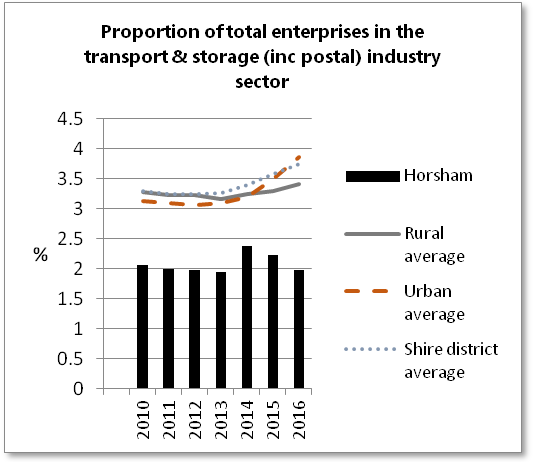 Proportion of total enterprises in the
transport & storage (inc postal) industry
sector
4.5
4
3.5
3
2.5
2
1.5
1
0.5
0
%
2010
2011
2012
2013
2014
2015
2016
Horsham
Rural
average
Urban
average
Shire district
average